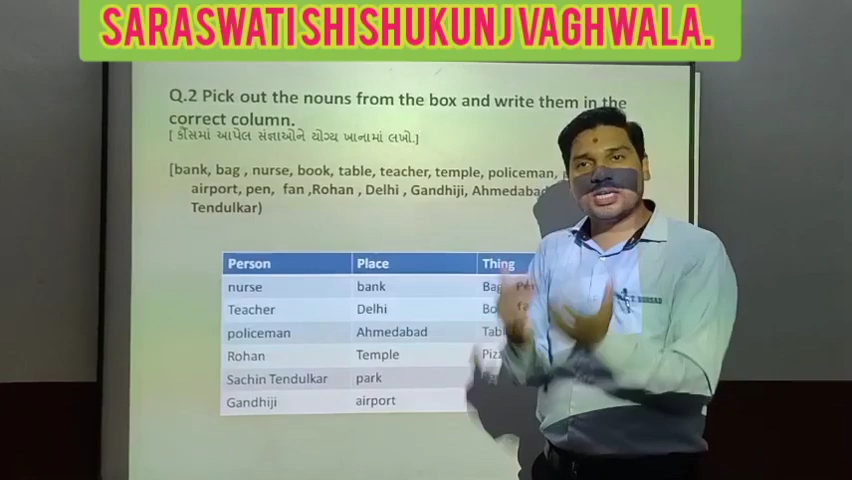 SARASWATI SHISHUKUNJ VAGHWALA.
Q.2 Pick out the nouns from the box and write them in the
correct column.
[ કૌંસમાં આપેલ સંજ્ઞાઓને યોગ્ય ખાનામાં લખો.]
[bank, bag , nurse, book, table, teacher, temple, policeman,
airport, pen, fan ,Rohan , Delhi , Gandhiji, Ahmedabad
Tendulkar)
Person Place Thing
nurse bank Bag
Teacher Delhi
policeman Ahmedabad
Rohan Temple
Sachin Tendulkar park
Gandhiji airport